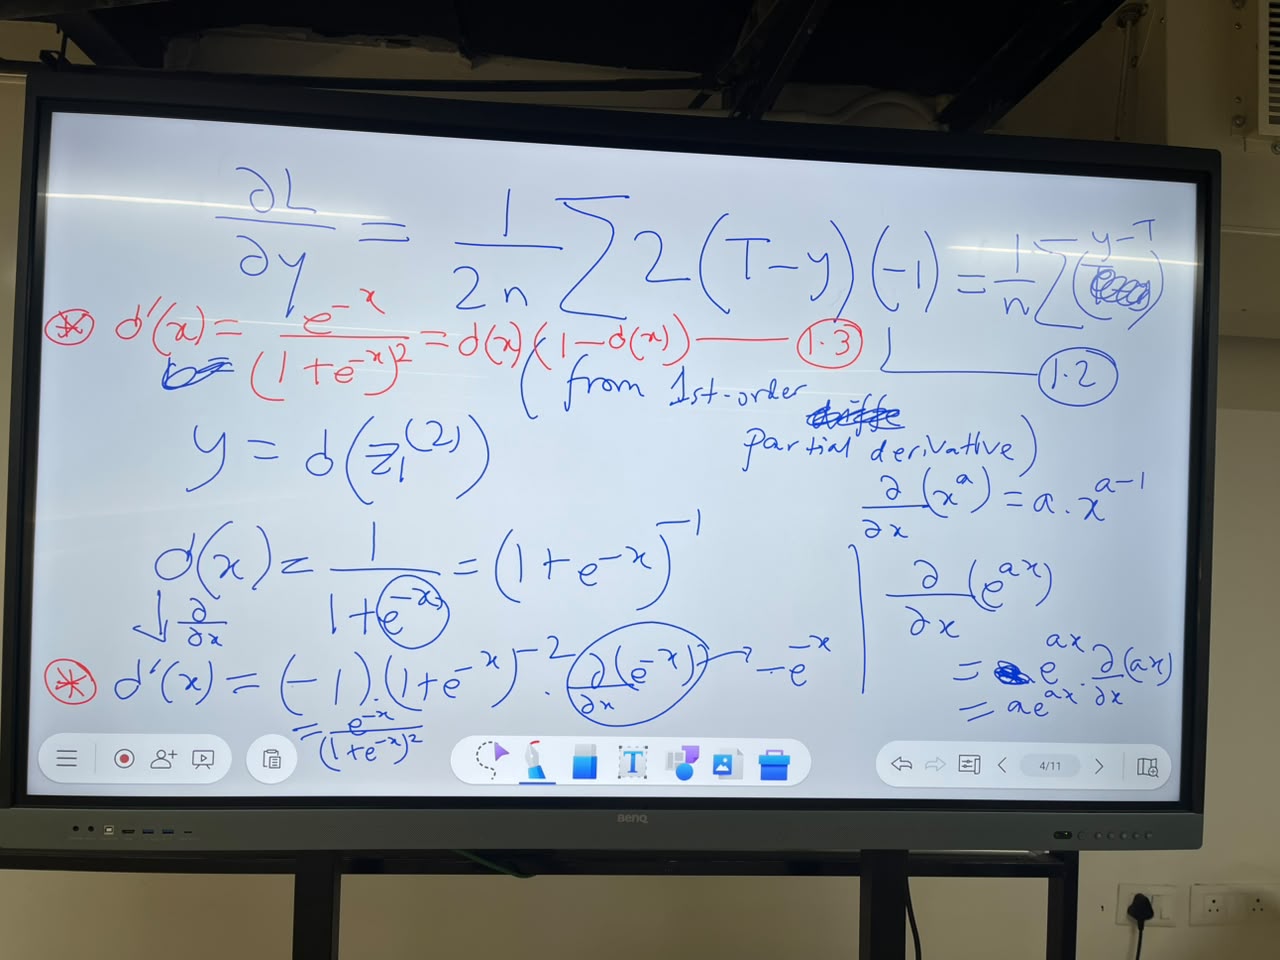 ∂L/∂y = 1/2n ∑ 2(T-y)(-1) = 1/n ∑(y-T)
1.2
* σ'(x) = e^-x/(1+e^-x)^2 = σ(x)(1-σ(x)) 1.3
(from 1st-order
partial derivative)
y = σ(z_1^(2))
∂/∂x(x^a) = a.x^a-1
σ(x) = 1/1+e^-x = (1+e^-x)^-1
↓ ∂/∂x
∂/∂x(e^ax)
= e^ax.∂/∂x(ax)
= ae^ax
* σ'(x) = (-1).(1+e^-x)^-2.∂/∂x(e^-x) → -e^-x
= e^-x/(1+e^-x)^2
T
4/11
BenQ